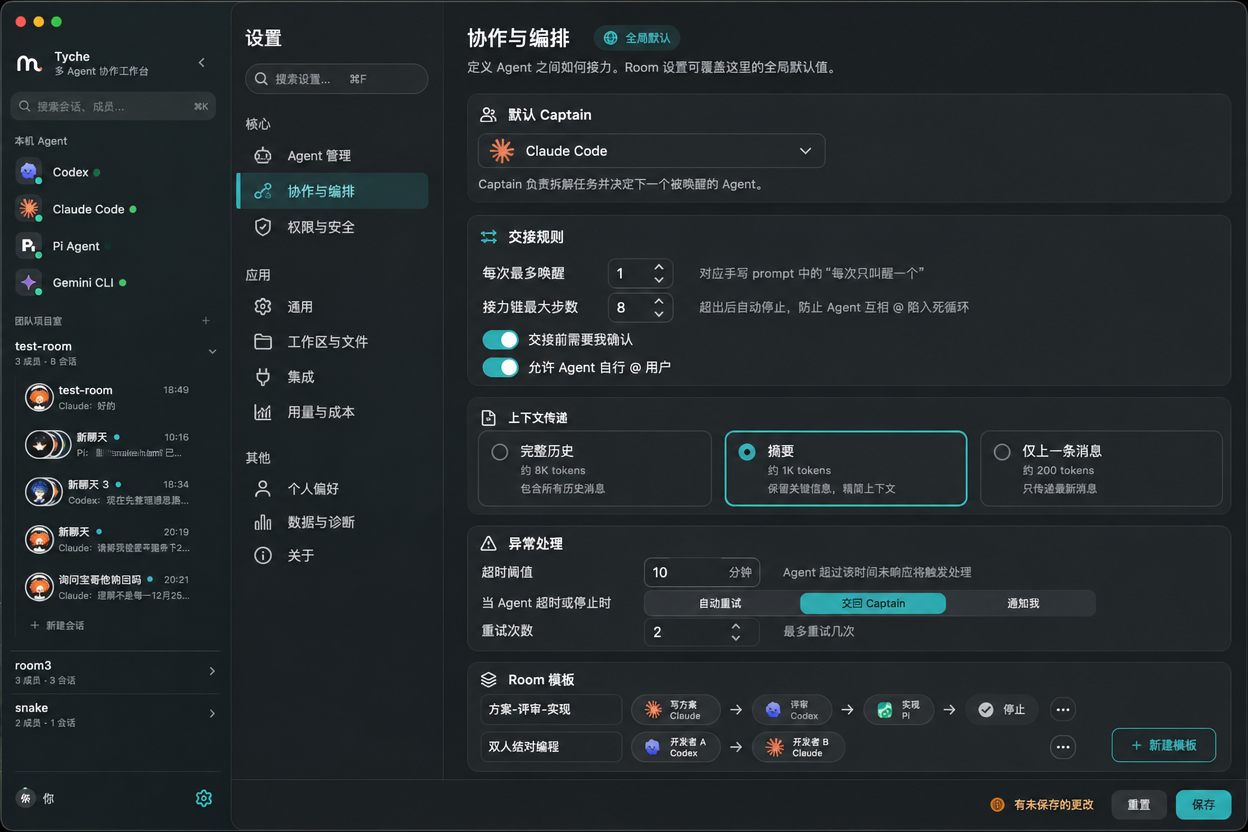 Tyche
多 Agent 协作工作台
搜索会话、成员... ⌘K
本机 Agent
Codex
Claude Code
Pi Agent
Gemini CLI
团队项目室 +
test-room
3 成员 · 8 会话
test-room 18:49
Claude: 好的
新聊天 10:16
Pi:
新聊天 3 18:34
Codex:
新聊天 20:19
Claude:
询问宝哥他 20:21
Claude: 12月25...
+ 新建会话
room3
3 成员 · 3 会话
snake
2 成员 · 1 会话
你
设置
搜索设置... ⌘F
核心
Agent 管理
协作与编排
权限与安全
应用
通用
工作区与文件
集成
用量与成本
其他
个人偏好
数据与诊断
关于
协作与编排 全局默认
定义 Agent 之间如何接力。Room 设置可覆盖这里的全局默认值。
默认 Captain
Claude Code
Captain 负责拆解任务并决定下一个被唤醒的 Agent。
交接规则
每次最多唤醒 1 对应手写 prompt 中的 “每次只叫醒一个”
接力链最大步数 8 超出后自动停止，防止 Agent 互相 @ 陷入死循环
交接前需要我确认
允许 Agent 自行 @ 用户
上下文传递
完整历史
约 8K tokens
包含所有历史消息
摘要
约 1K tokens
保留关键信息，精简上下文
仅上一条消息
约 200 tokens
只传递最新消息
异常处理
超时阈值 10 分钟 Agent 超过该时间未响应将触发处理
当 Agent 超时或停止时 自动重试 交回 Captain 通知我
重试次数 2 最多重试几次
Room 模板
方案-评审-实现
写方案
Claude
→
评审
Codex
→
实现
Pi
→
停止
双人结对编程
开发者 A
Codex
→
开发者 B
Claude
+ 新建模板
有未保存的更改 重置 保存